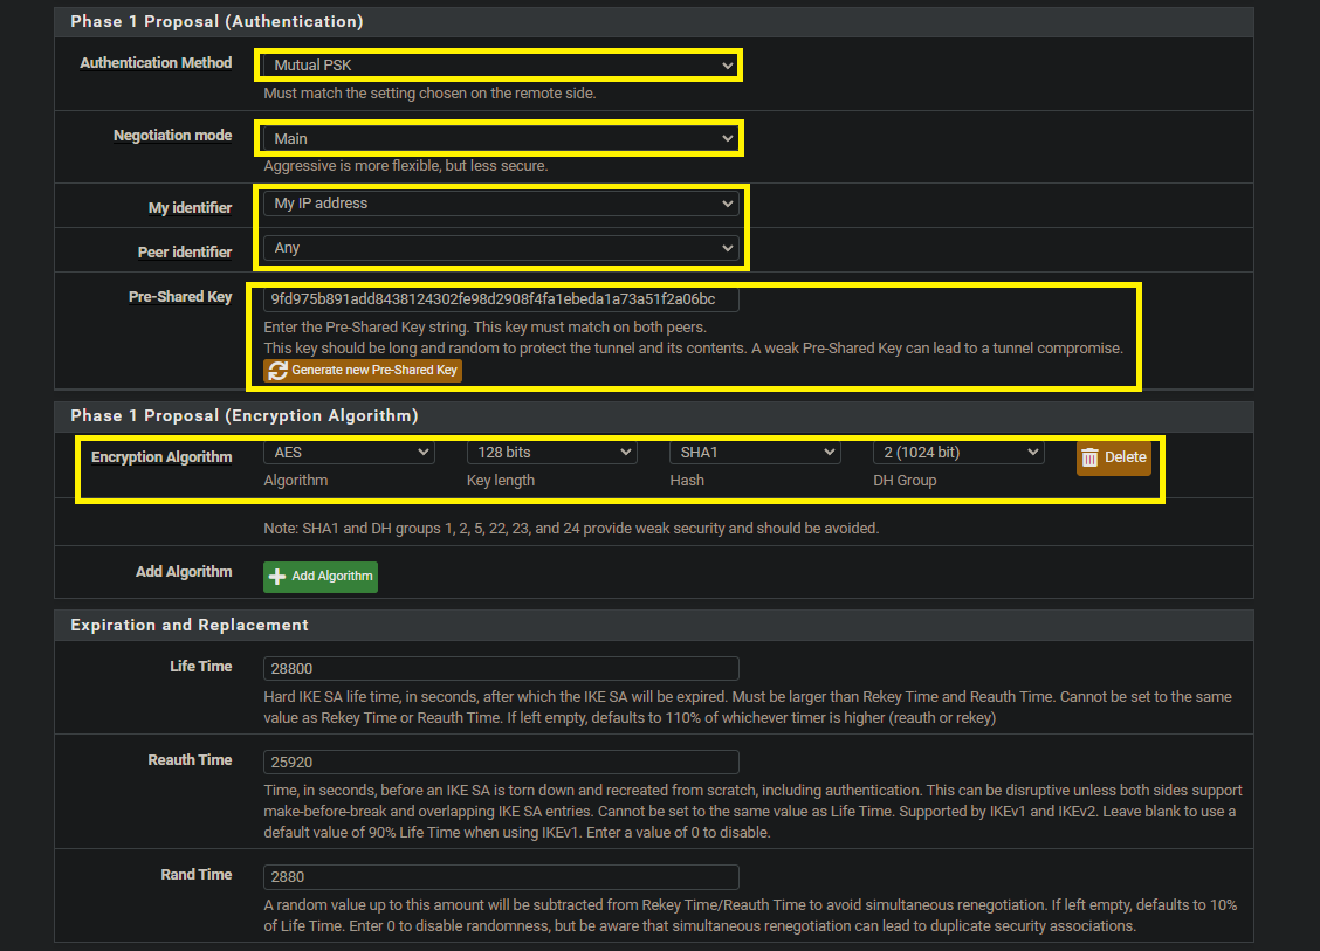 Phase 1 Proposal (Authentication)
Authentication Method
Mutual PSK
Must match the setting chosen on the remote side.
Negotiation mode
Main
Aggressive is more flexible, but less secure.
My identifier
My IP address
Peer identifier
Any
Pre-Shared Key
9fd975b891add8438124302fe98d2908f4fa1ebeda1a73a51f2a06bc
Enter the Pre-Shared Key string. This key must match on both peers.
This key should be long and random to protect the tunnel and its contents. A weak Pre-Shared Key can lead to a tunnel compromise.
Generate new Pre-Shared Key
Phase 1 Proposal (Encryption Algorithm)
Encryption Algorithm
AES 128 bits SHA1 2 (1024 bit) Delete
Algorithm Key length Hash DH Group
Note: SHA1 and DH groups 1, 2, 5, 22, 23, and 24 provide weak security and should be avoided.
Add Algorithm
Add Algorithm
Expiration and Replacement
Life Time
28800
Hard IKE SA life time, in seconds, after which the IKE SA will be expired. Must be larger than Rekey Time and Reauth Time. Cannot be set to the same
value as Rekey Time or Reauth Time. If left empty, defaults to 110% of whichever timer is higher (reauth or rekey)
Reauth Time
25920
Time, in seconds, before an IKE SA is torn down and recreated from scratch, including authentication. This can be disruptive unless both sides support
make-before-break and overlapping IKE SA entries. Cannot be set to the same value as Life Time. Supported by IKEv1 and IKEv2. Leave blank to use a
default value of 90% Life Time when using IKEv1. Enter a value of 0 to disable.
Rand Time
2880
A random value up to this amount will be subtracted from Rekey Time/Reauth Time to avoid simultaneous renegotiation. If left empty, defaults to 10%
of Life Time. Enter 0 to disable randomness, but be aware that simultaneous renegotiation can lead to duplicate security associations.